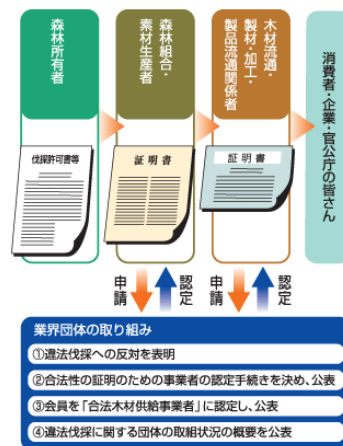 森林所有者
森林組合・
素材生産者
木材流通・
製材・加工・
製品流通関係者
消費者・企業・官公庁の皆さん
伐採許可書等
証明書
証明書
申請
認定
申請
認定
業界団体の取り組み
①違法伐採への反対を表明
②合法性の証明のための事業者の認定手続きを決め、公表
③会員を「合法木材供給事業者」に認定し、公表
④違法伐採に関する団体の取組状況の概要を公表